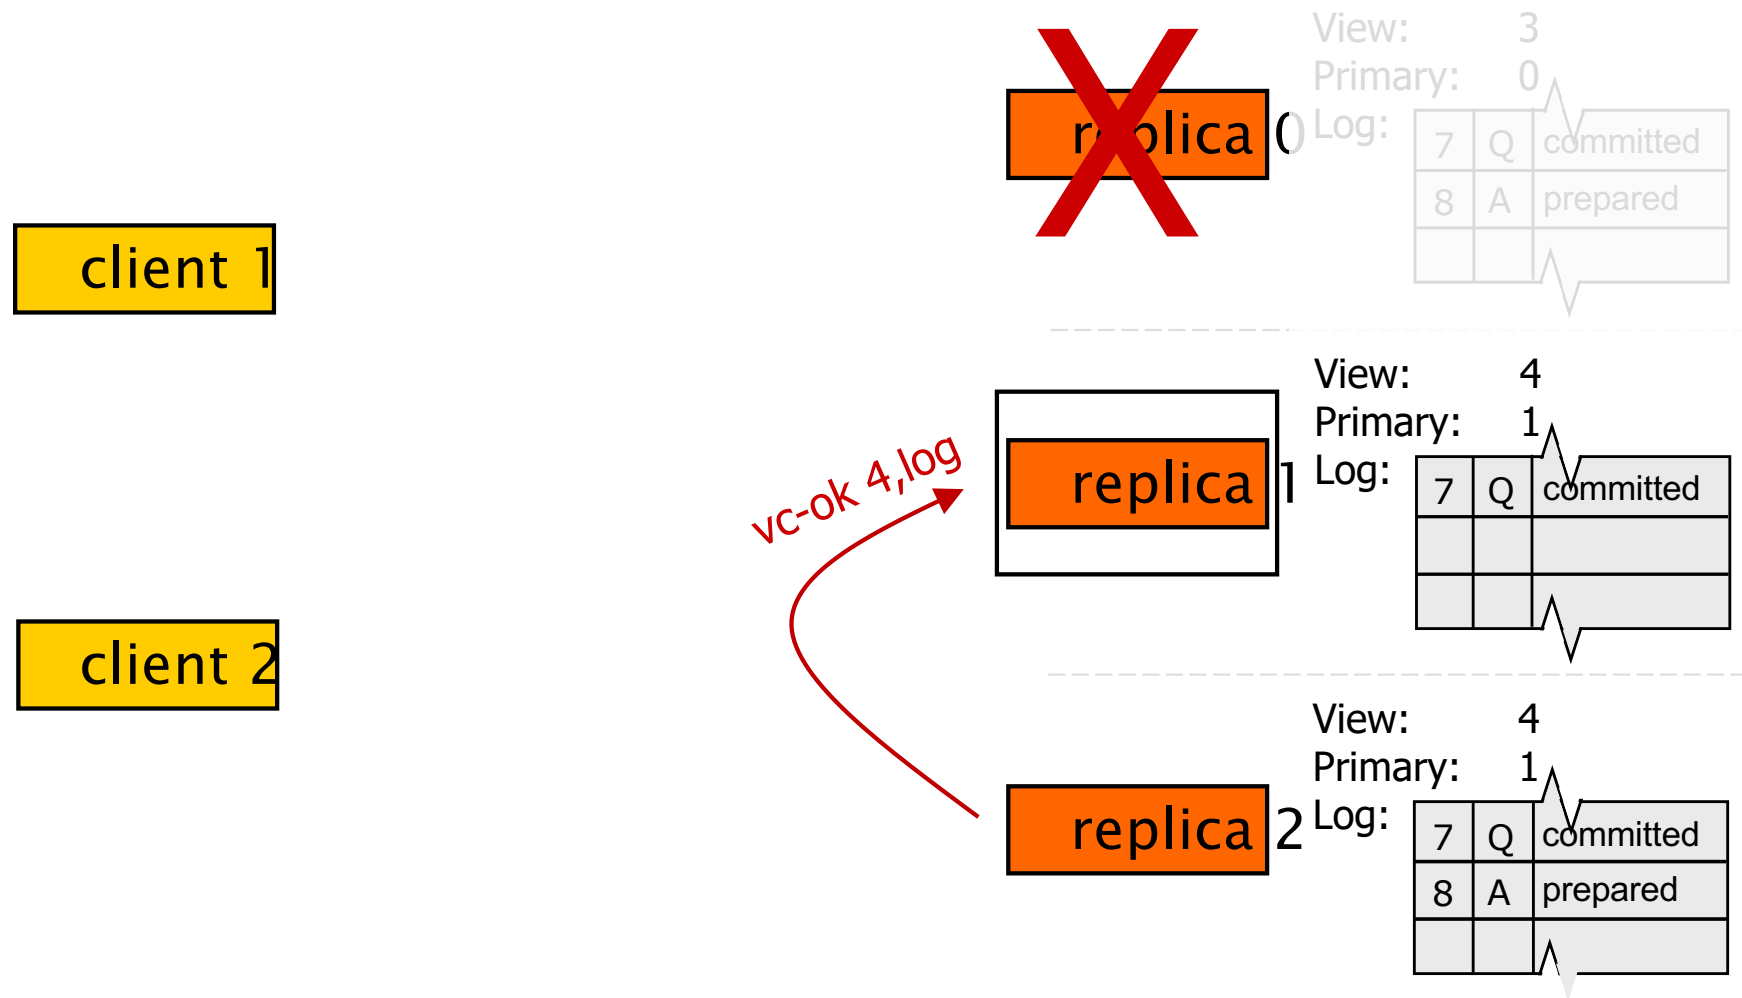 View: 3
Primary: 0
replica 0
Log:
7 Q committed
8 A prepared
client 1
View: 4
Primary: 1
replica 1
Log:
7 Q committed
vc-ok 4,log
client 2
View: 4
Primary: 1
replica 2
Log:
7 Q committed
8 A prepared